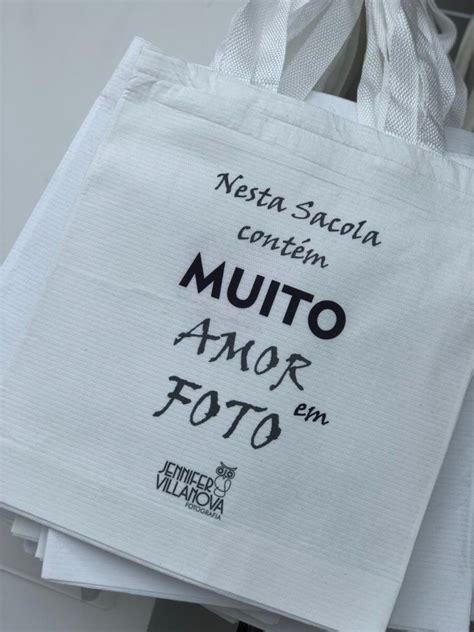 Nesta Sacola
contém
MUITO
AMOR
em
FOTO
JENNIFER
VILLANOVA
FOTOGRAFIA